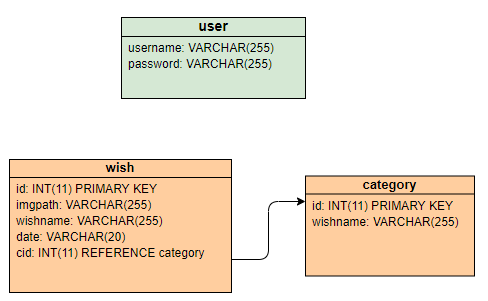 user
username: VARCHAR(255)
password: VARCHAR(255)
wish
id: INT(11) PRIMARY KEY
imgpath: VARCHAR(255)
wishname: VARCHAR(255)
date: VARCHAR(20)
cid: INT(11) REFERENCE category
category
id: INT(11) PRIMARY KEY
wishname: VARCHAR(255)